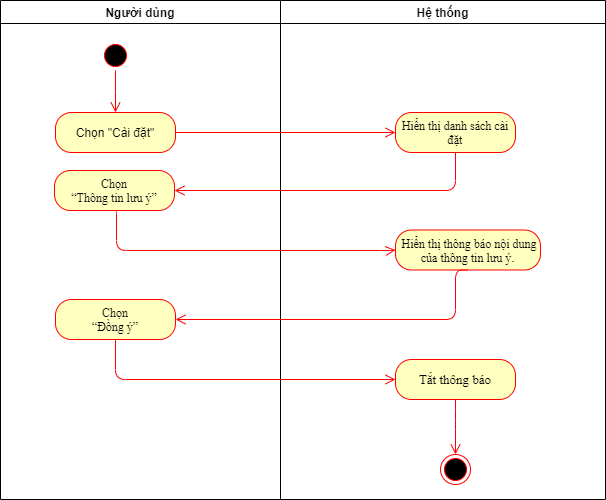 Người dùng
Hệ thống
Chọn "Cải đặt"
Hiển thị danh sách cài
đặt
Chọn
“Thông tin lưu ý”
Hiển thị thông báo nội dung
của thông tin lưu ý.
Chọn
“Đồng ý”
Tắt thông báo